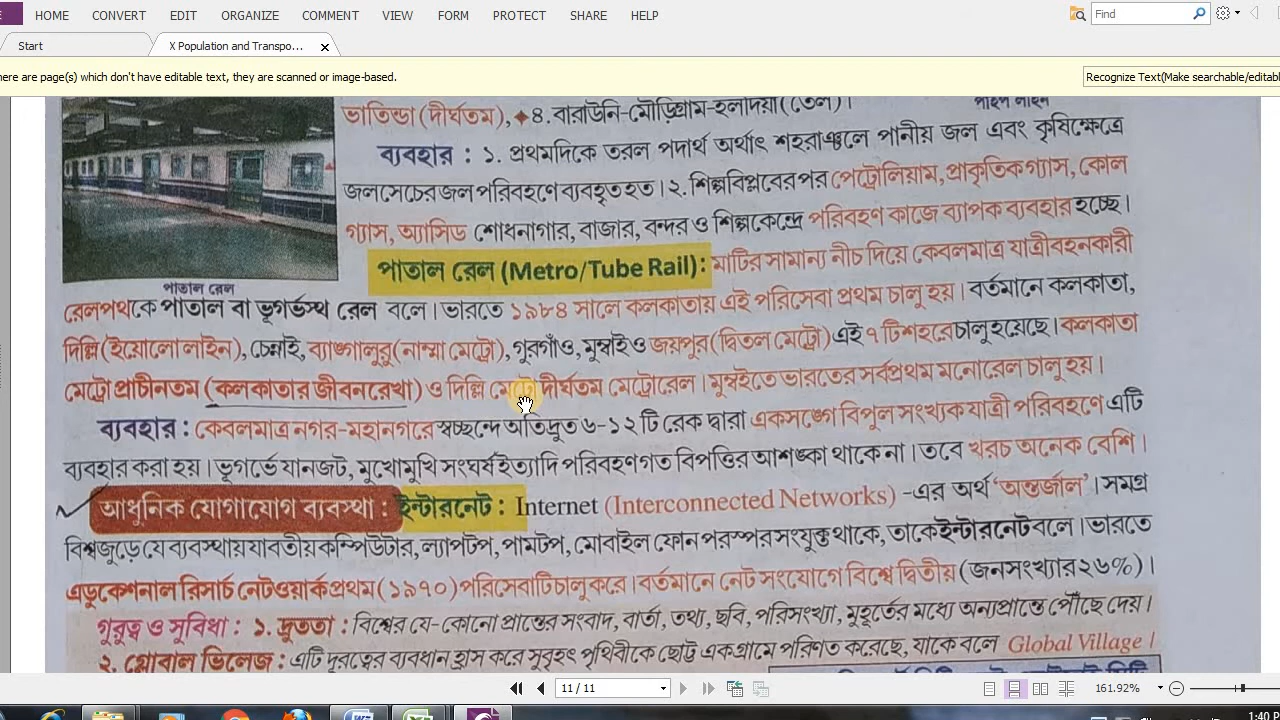 HOME CONVERT EDIT ORGANIZE COMMENT VIEW FORM PROTECT SHARE HELP
Find
Start
X Population and Transpo...
here are page(s) which don't have editable text, they are scanned or image-based.
Recognize Text(Make searchable/editabl
ভাতিন্ডা (দীর্ঘতম), ◆৪. বারাউনি-মৌড়িগ্রাম-হলদিয়া (তেল)।
পাইপ লাইন
ব্যবহার : ১. প্রথমদিকে তরল পদার্থ অর্থাৎ শহরাঞ্চলে পানীয় জল এবং কৃষিক্ষেত্রে
জলসেচের জল পরিবহণে ব্যবহৃত হত। ২. শিল্পবিপ্লবের পর পেট্রোলিয়াম, প্রাকৃতিক গ্যাস, কোল
গ্যাস, অ্যাসিড শোধনাগার, বাজার, বন্দর ও শিল্পকেন্দ্রে পরিবহণ কাজে ব্যাপক ব্যবহার হচ্ছে।
পাতাল রেল (Metro/Tube Rail): মাটির সামান্য নীচ দিয়ে কেবলমাত্র যাত্রীবহনকারী
পাতাল রেল
রেলপথকে পাতাল বা ভূগর্ভস্থ রেল বলে। ভারতে ১৯৮৪ সালে কলকাতায় এই পরিসেবা প্রথম চালু হয়। বর্তমানে কলকাতা,
দিল্লি (ইয়োলো লাইন), চেন্নাই, ব্যাঙ্গালুরু (নাম্মা মেট্রো), গুরগাঁও, মুম্বই ও জয়পুর (দ্বিতল মেট্রো) এই ৭টি শহরে চালু হয়েছে। কলকাতা
মেট্রো প্রাচীনতম (কলকাতার জীবনরেখা) ও দিল্লি মেট্রো দীর্ঘতম মেট্রোরেল। মুম্বইতে ভারতের সর্বপ্রথম মনোরেল চালু হয়।
ব্যবহার : কেবলমাত্র নগর-মহানগরে স্বচ্ছন্দে অতিদ্রুত ৬-১২ টি রেক দ্বারা একসঙ্গে বিপুল সংখ্যক যাত্রী পরিবহণে এটি
ব্যবহার করা হয়। ভূগর্ভে যানজট, মুখোমুখি সংঘর্ষ ইত্যাদি পরিবহণগত বিপত্তির আশঙ্কা থাকে না। তবে খরচ অনেক বেশি।
আধুনিক যোগাযোগ ব্যবস্থা : ইন্টারনেট : Internet (Interconnected Networks) -এর অর্থ 'অন্তর্জাল'। সমগ্র
বিশ্বজুড়ে যে ব্যবস্থায় যাবতীয় কম্পিউটার, ল্যাপটপ, পামটপ, মোবাইল ফোন পরস্পর সংযুক্ত থাকে, তাকে ইন্টারনেট বলে। ভারতে
এডুকেশনাল রিসার্চ নেটওয়ার্ক প্রথম (১৯৭০) পরিসেবাটি চালু করে। বর্তমানে নেট সংযোগে বিশ্বে দ্বিতীয় (জনসংখ্যার ২৬%)।
গুরুত্ব ও সুবিধা : ১. দ্রুততা : বিশ্বের যে-কোনো প্রান্তের সংবাদ, বার্তা, তথ্য, ছবি, পরিসংখ্যা, মুহূর্তের মধ্যে অন্যপ্রান্তে পৌঁছে দেয়।
২. গ্লোবাল ভিলেজ : এটি দূরত্বের ব্যবধান হ্রাস করে সুবৃহৎ পৃথিবীকে ছোট্ট এক গ্রামে পরিণত করেছে, যাকে বলে Global Village।
11 / 11
161.92%
1:40 P